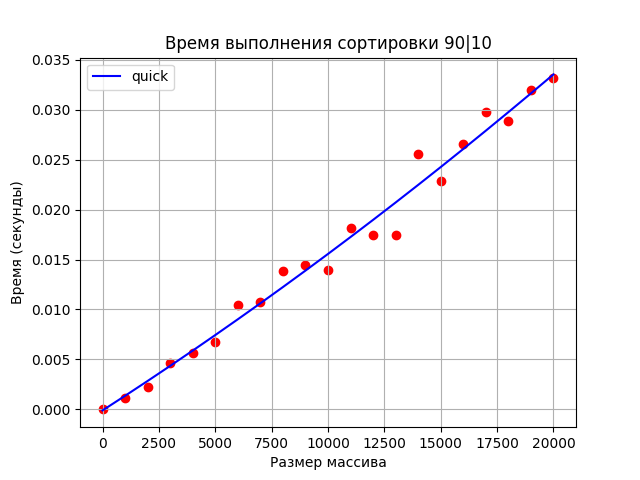 Время выполнения сортировки 90|10
quick
0.035
0.030
0.025
0.020
0.015
0.010
0.005
0.000
Время (секунды)
0 2500 5000 7500 10000 12500 15000 17500 20000
Размер массива